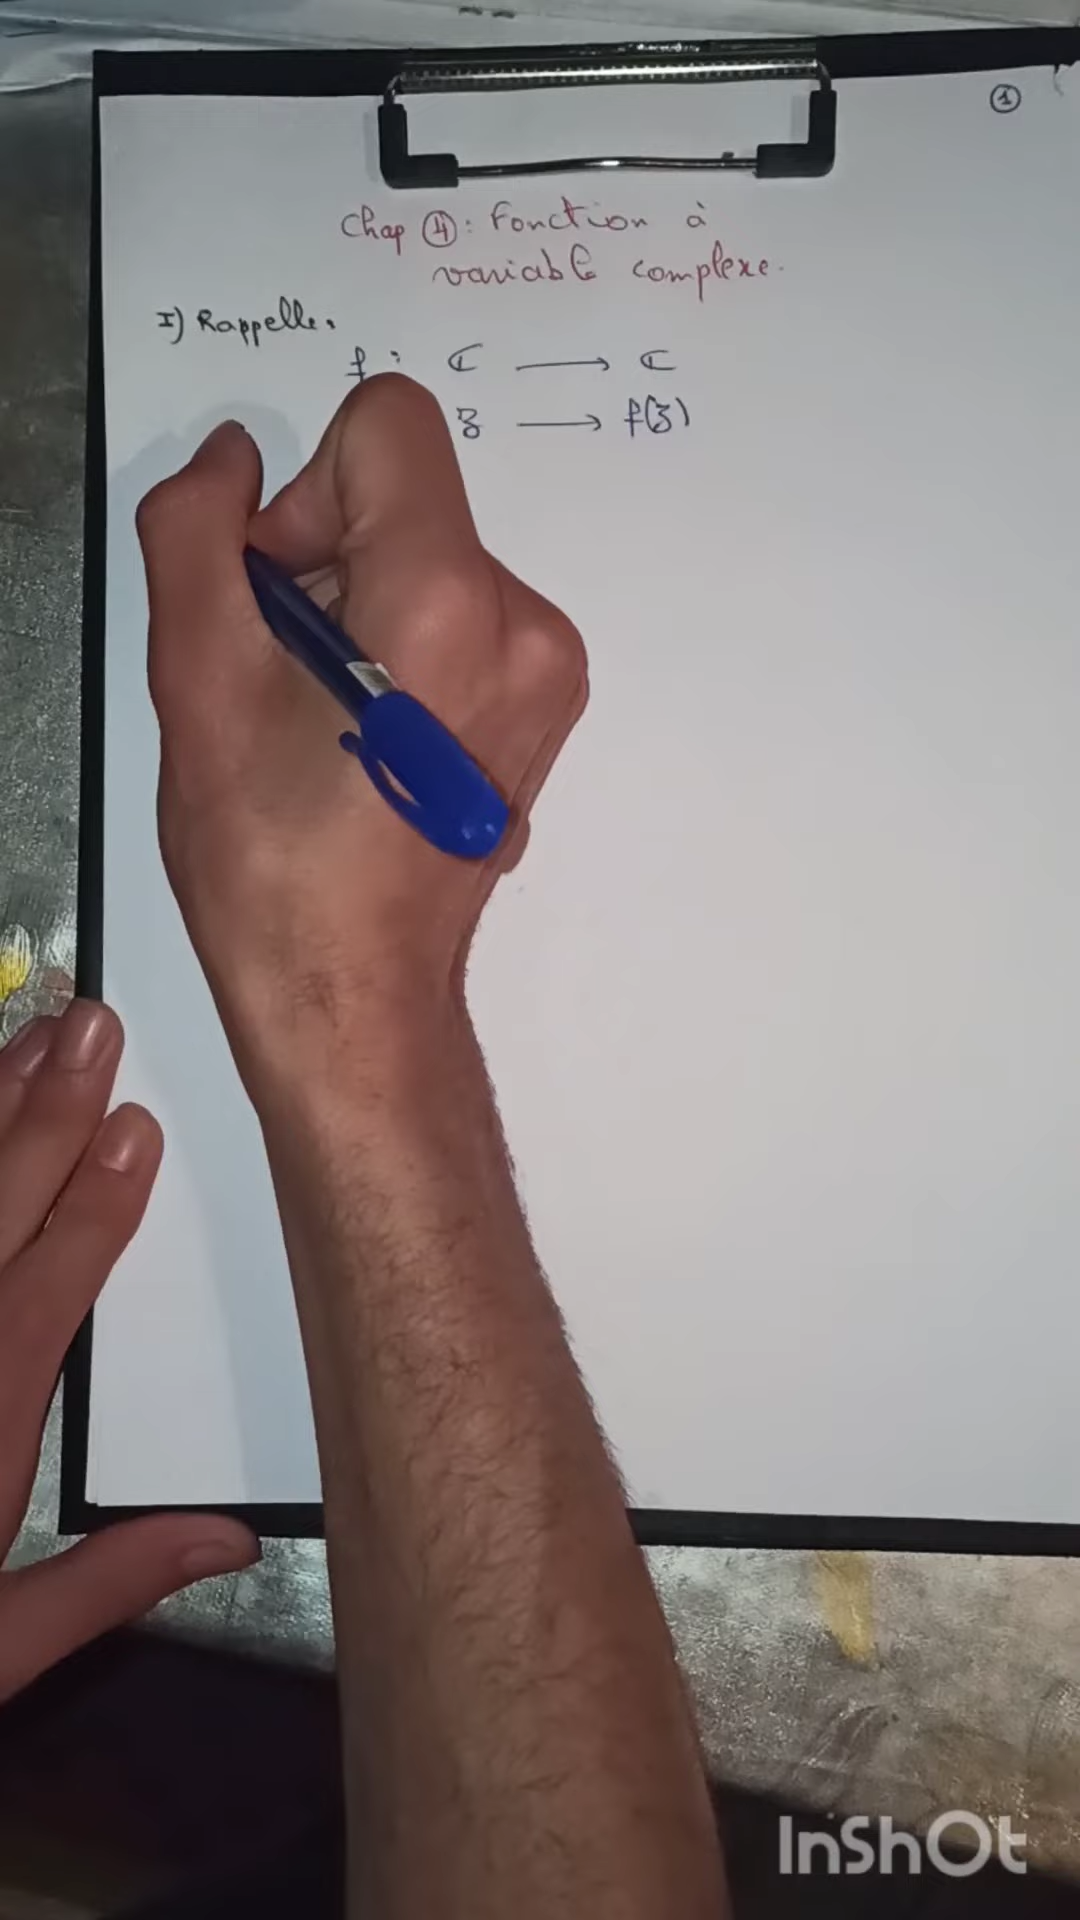 ①
Chap ④: Fonction à
variable complexe.
I) Rappelle.
f : ℂ ⟶ ℂ
z ⟶ f(z)
InShOt